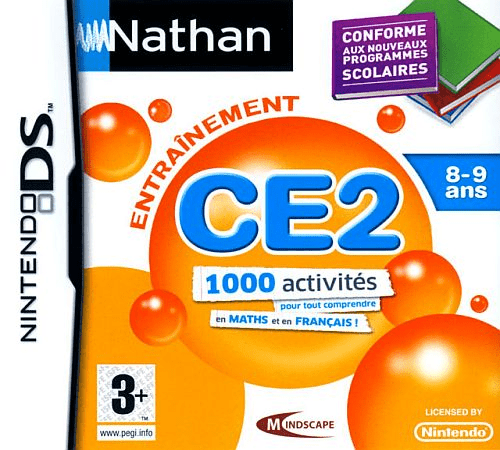 Nathan
CONFORME
AUX NOUVEAUX
PROGRAMMES
SCOLAIRES
NINTENDO DS™
ENTRAÎNEMENT
8-9
ans
CE2
1000 activités
pour tout comprendre
en MATHS et en FRANÇAIS !
3+
www.pegi.info
MINDSCAPE
LICENSED BY
Nintendo